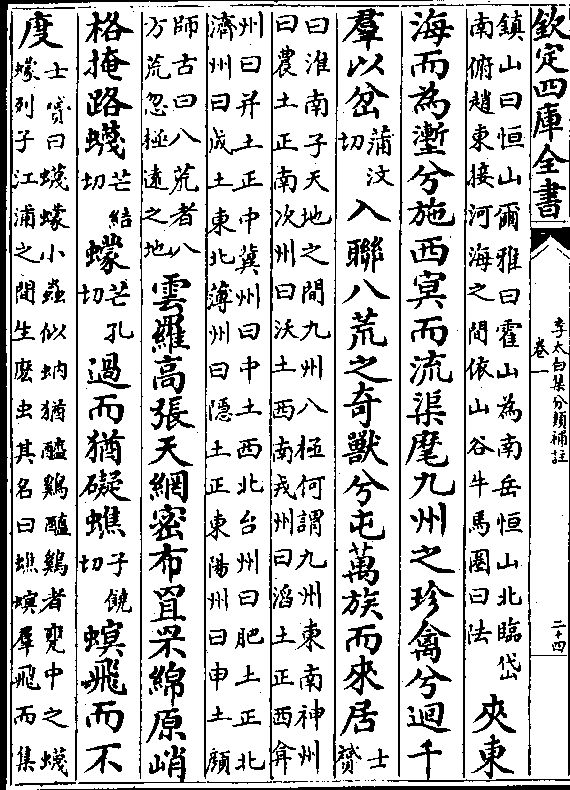 欽定四庫全書
李太白集分類補註
卷一
二十四
鎮山曰恒山爾雅曰霍山為南岳恒山北臨岱
南俯趙東接河海之間依山谷牛馬圈曰法
夾東
海而為壍兮施西冥而流渠麾九州之珍禽兮迴千
羣以坌
蒲汶
切
入聯八荒之奇獸兮屯萬族而來居
士
贇
曰淮南子天地之間九州八極何謂九州東南神州
曰農土正南次州曰沃土西南戎州曰滔土正西弇
州曰并土正中冀州曰中土西北台州曰肥土正北
濟州曰成土東北薄州曰隱土正東陽州曰申土顔
師古曰八荒者八
方荒忽極遠之地
雲羅高張天網密布罝罘綿原峭
格掩路蠛
芒結
切
蠓
芒孔
切
過而猶礙蟭
子饒
切
螟飛而不
度
士贇曰蠛蠓小蟲似蚋猶醯鷄醯鷄者甕中之蠛
蠓列子江浦之間生麽虫其名曰蟭螟羣飛而集